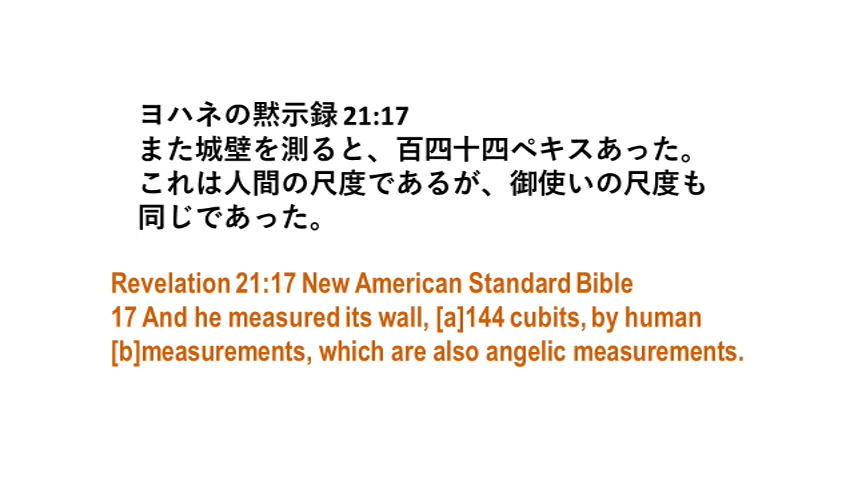 ヨハネの黙示録 21:17
また城壁を測ると、百四十四ペキスあった。
これは人間の尺度であるが、御使いの尺度も
同じであった。
Revelation 21:17 New American Standard Bible
17 And he measured its wall, [a]144 cubits, by human
[b]measurements, which are also angelic measurements.